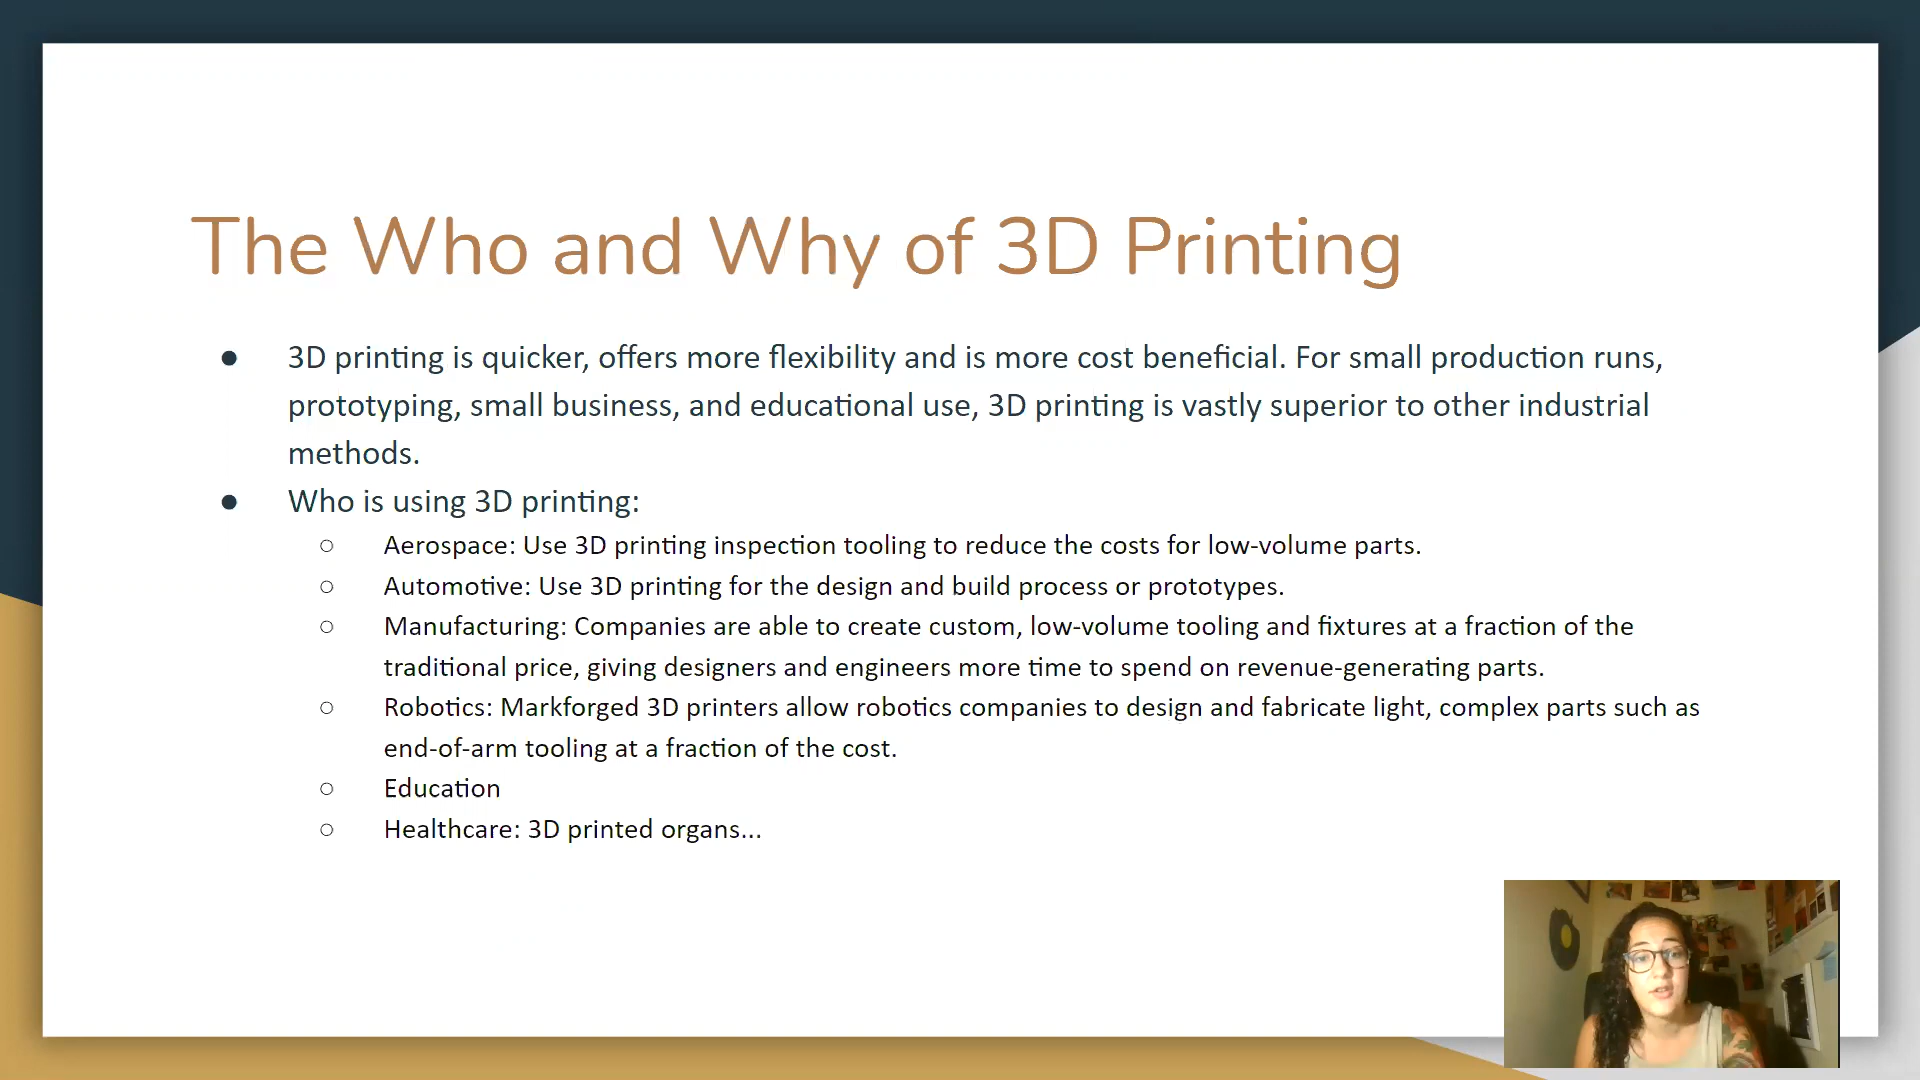 The Who and Why of 3D Printing
● 3D printing is quicker, offers more flexibility and is more cost beneficial. For small production runs,
prototyping, small business, and educational use, 3D printing is vastly superior to other industrial
methods.
● Who is using 3D printing:
○ Aerospace: Use 3D printing inspection tooling to reduce the costs for low-volume parts.
○ Automotive: Use 3D printing for the design and build process or prototypes.
○ Manufacturing: Companies are able to create custom, low-volume tooling and fixtures at a fraction of the
traditional price, giving designers and engineers more time to spend on revenue-generating parts.
○ Robotics: Markforged 3D printers allow robotics companies to design and fabricate light, complex parts such as
end-of-arm tooling at a fraction of the cost.
○ Education
○ Healthcare: 3D printed organs...